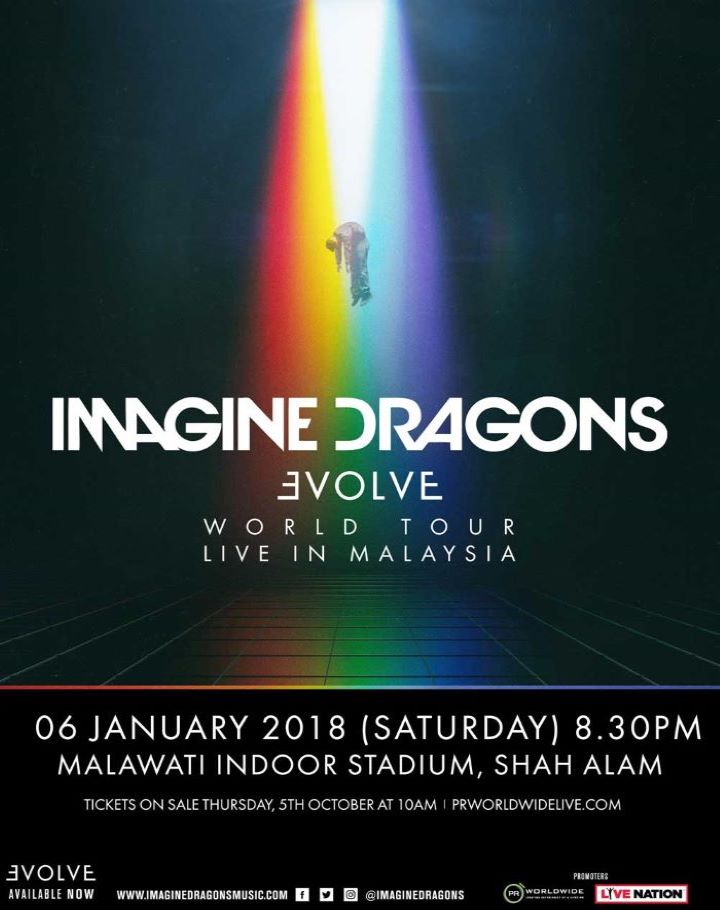 IMAGINE DRAGONS
EVOLVE
WORLD TOUR
LIVE IN MALAYSIA
06 JANUARY 2018 (SATURDAY) 8.30PM
MALAWATI INDOOR STADIUM, SHAH ALAM
TICKETS ON SALE THURSDAY, 5TH OCTOBER AT 10AM | PRWORLDWIDELIVE.COM
EVOLVE
AVAILABLE NOW
WWW.IMAGINEDRAGONSMUSIC.COM @IMAGINEDRAGONS
PROMOTERS
PR WORLDWIDE
LIVE NATION